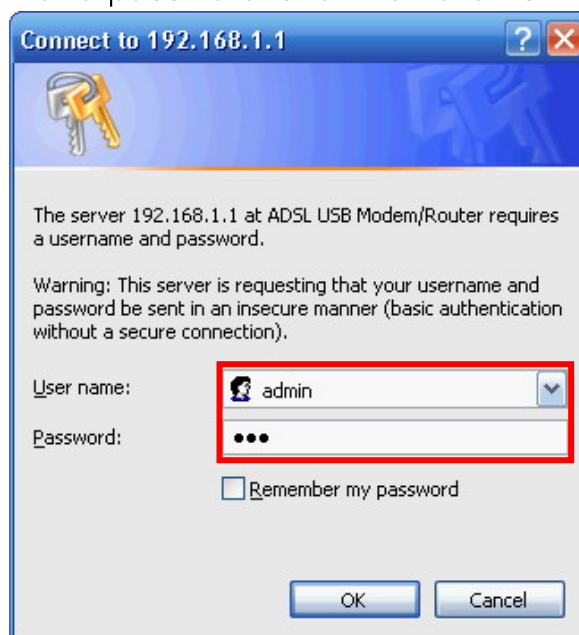 Connect to 192.168.1.1
The server 192.168.1.1 at ADSL USB Modem/Router requires
a username and password.
Warning: This server is requesting that your username and
password be sent in an insecure manner (basic authentication
without a secure connection).
User name:
admin
Password:
●●●
Remember my password
OK
Cancel